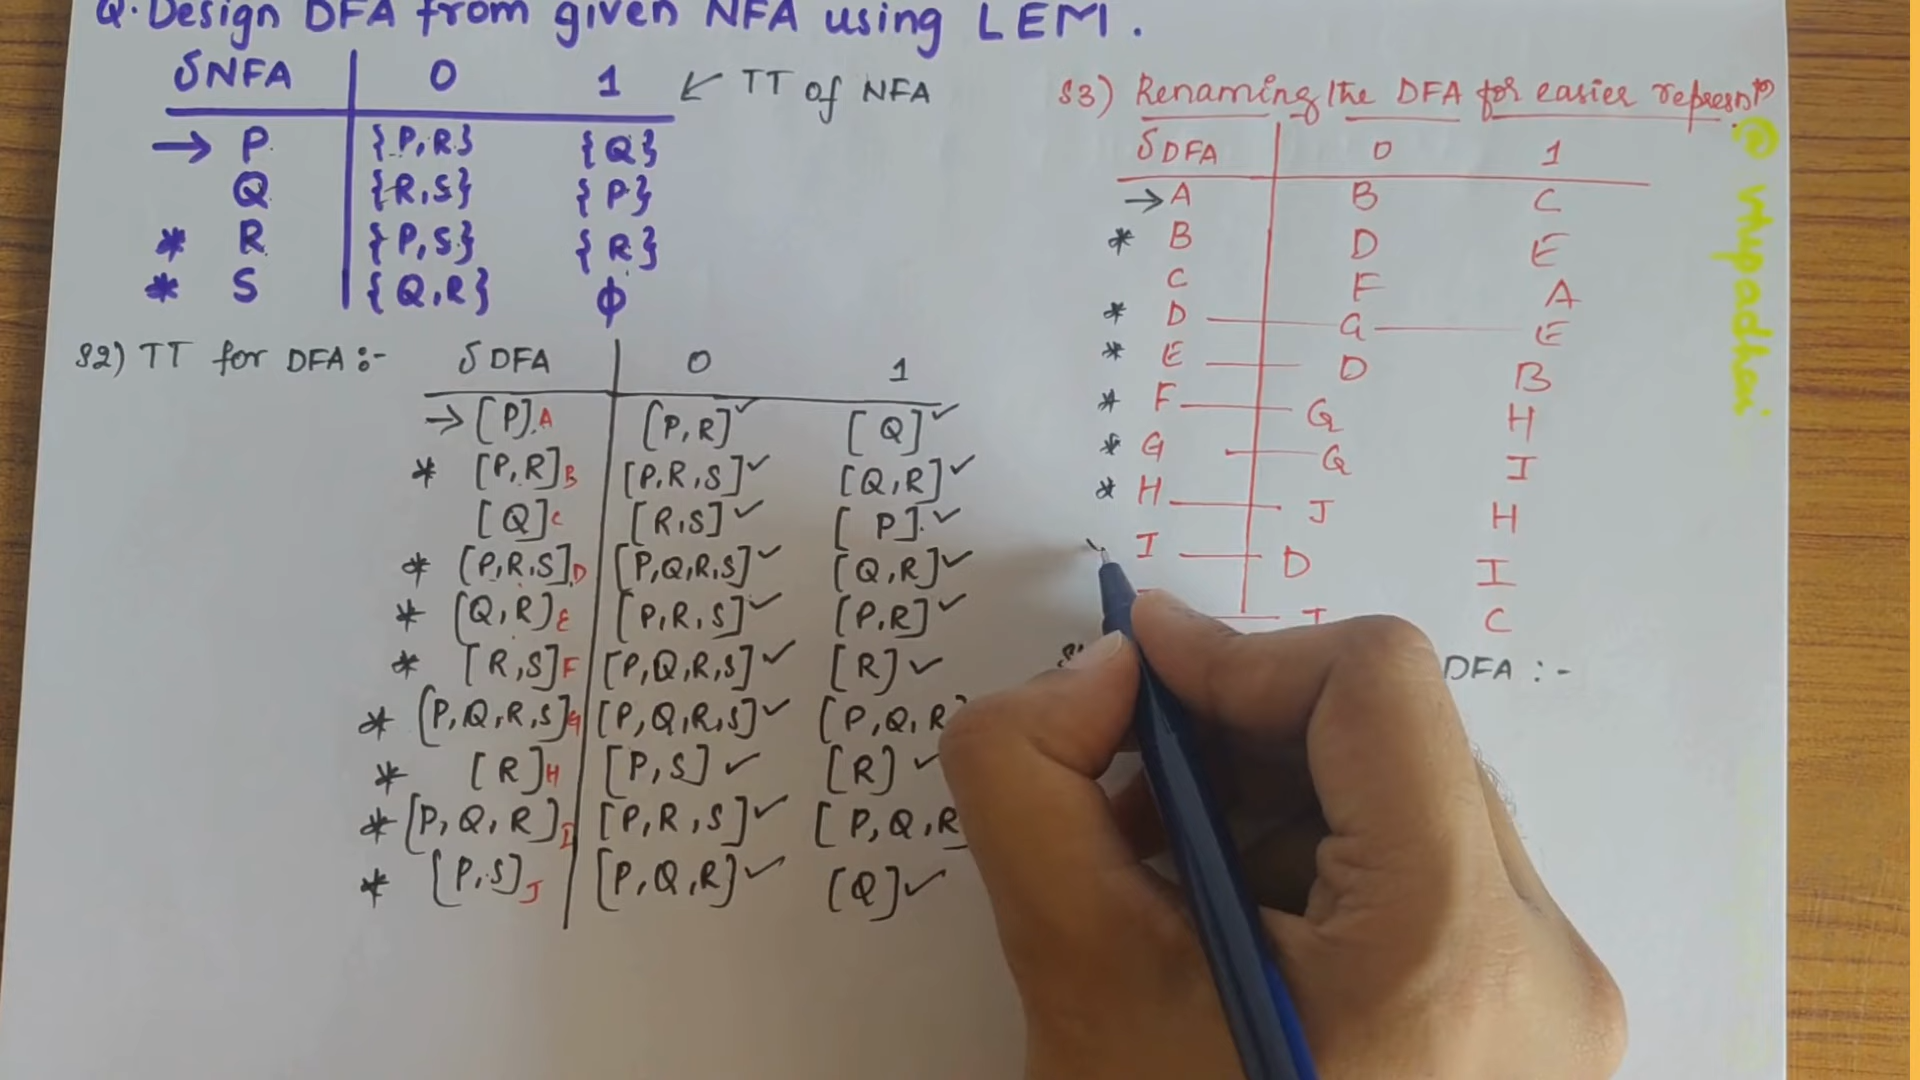 Q. Design DFA from given NFA using LEM.
δNFA 0 1 ↙ TT of NFA
→ P {P,R} {Q}
Q {R,S} {P}
* R {P,S} {R}
* S {Q,R} ϕ
S2) TT for DFA :- δDFA 0 1
→ [P] A [P,R] ✓ [Q] ✓
* [P,R] B [P,R,S] ✓ [Q,R] ✓
[Q] C [R,S] ✓ [P] ✓
* [P,R,S] D [P,Q,R,S] ✓ [Q,R] ✓
* [Q,R] E [P,R,S] ✓ [P,R] ✓
* [R,S] F [P,Q,R,S] ✓ [R] ✓
* [P,Q,R,S] G [P,Q,R,S] ✓ [P,Q,R]
* [R] H [P,S] ✓ [R] ✓
* [P,Q,R] I [P,R,S] ✓ [P,Q,R
* [P,S] J [P,Q,R] ✓ [Q] ✓
S3) Renaming the DFA for easier represnt?
δDFA 0 1
→ A B C
* B D E
C F A
* D G E
* E D B
* F G H
* G G I
* H J H
I D I
I C
DFA :-